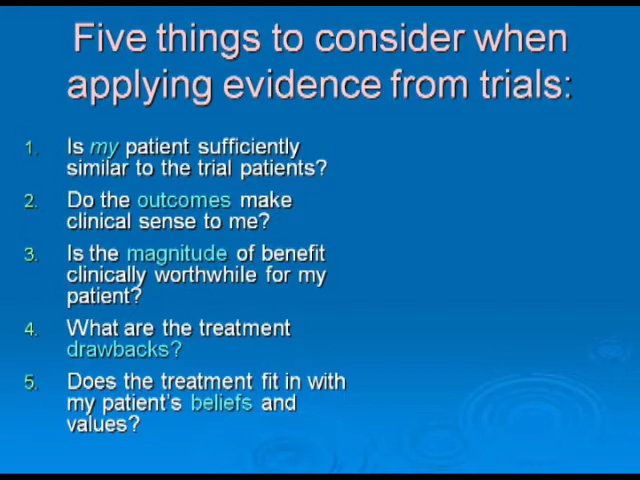 Five things to consider when
applying evidence from trials:
1. Is my patient sufficiently
similar to the trial patients?
2. Do the outcomes make
clinical sense to me?
3. Is the magnitude of benefit
clinically worthwhile for my
patient?
4. What are the treatment
drawbacks?
5. Does the treatment fit in with
my patient's beliefs and
values?